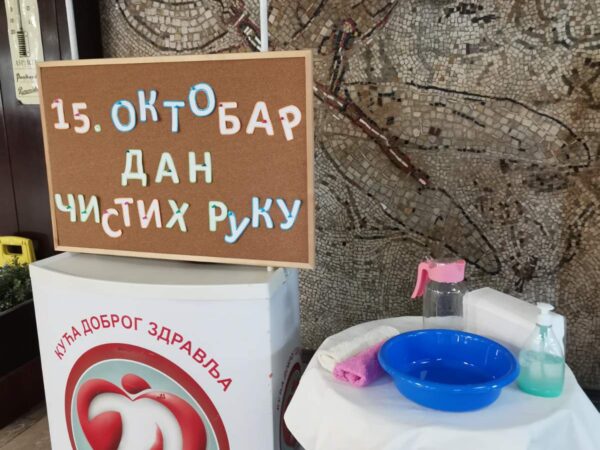 15. ОКТОБАР
ДАН
ЧИСТИХ РУКУ
КУЋА ДОБРОГ ЗДРАВЉА